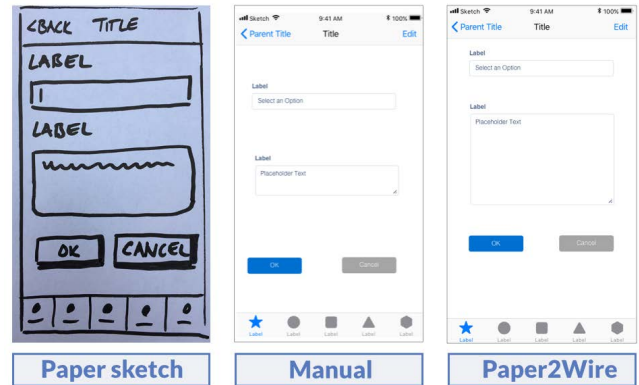 <BACK TITLE
LABEL
LABEL
OK CANCEL
Paper sketch
Sketch 9:41 AM 100%
Parent Title Title Edit
Label
Select an Option
Label
Placeholder Text
OK Cancel
Label Label Label Label Label
Manual
Sketch 9:41 AM 100%
Parent Title Title Edit
Label
Select an Option
Label
Placeholder Text
OK Cancel
Label Label Label Label Label
Paper2Wire